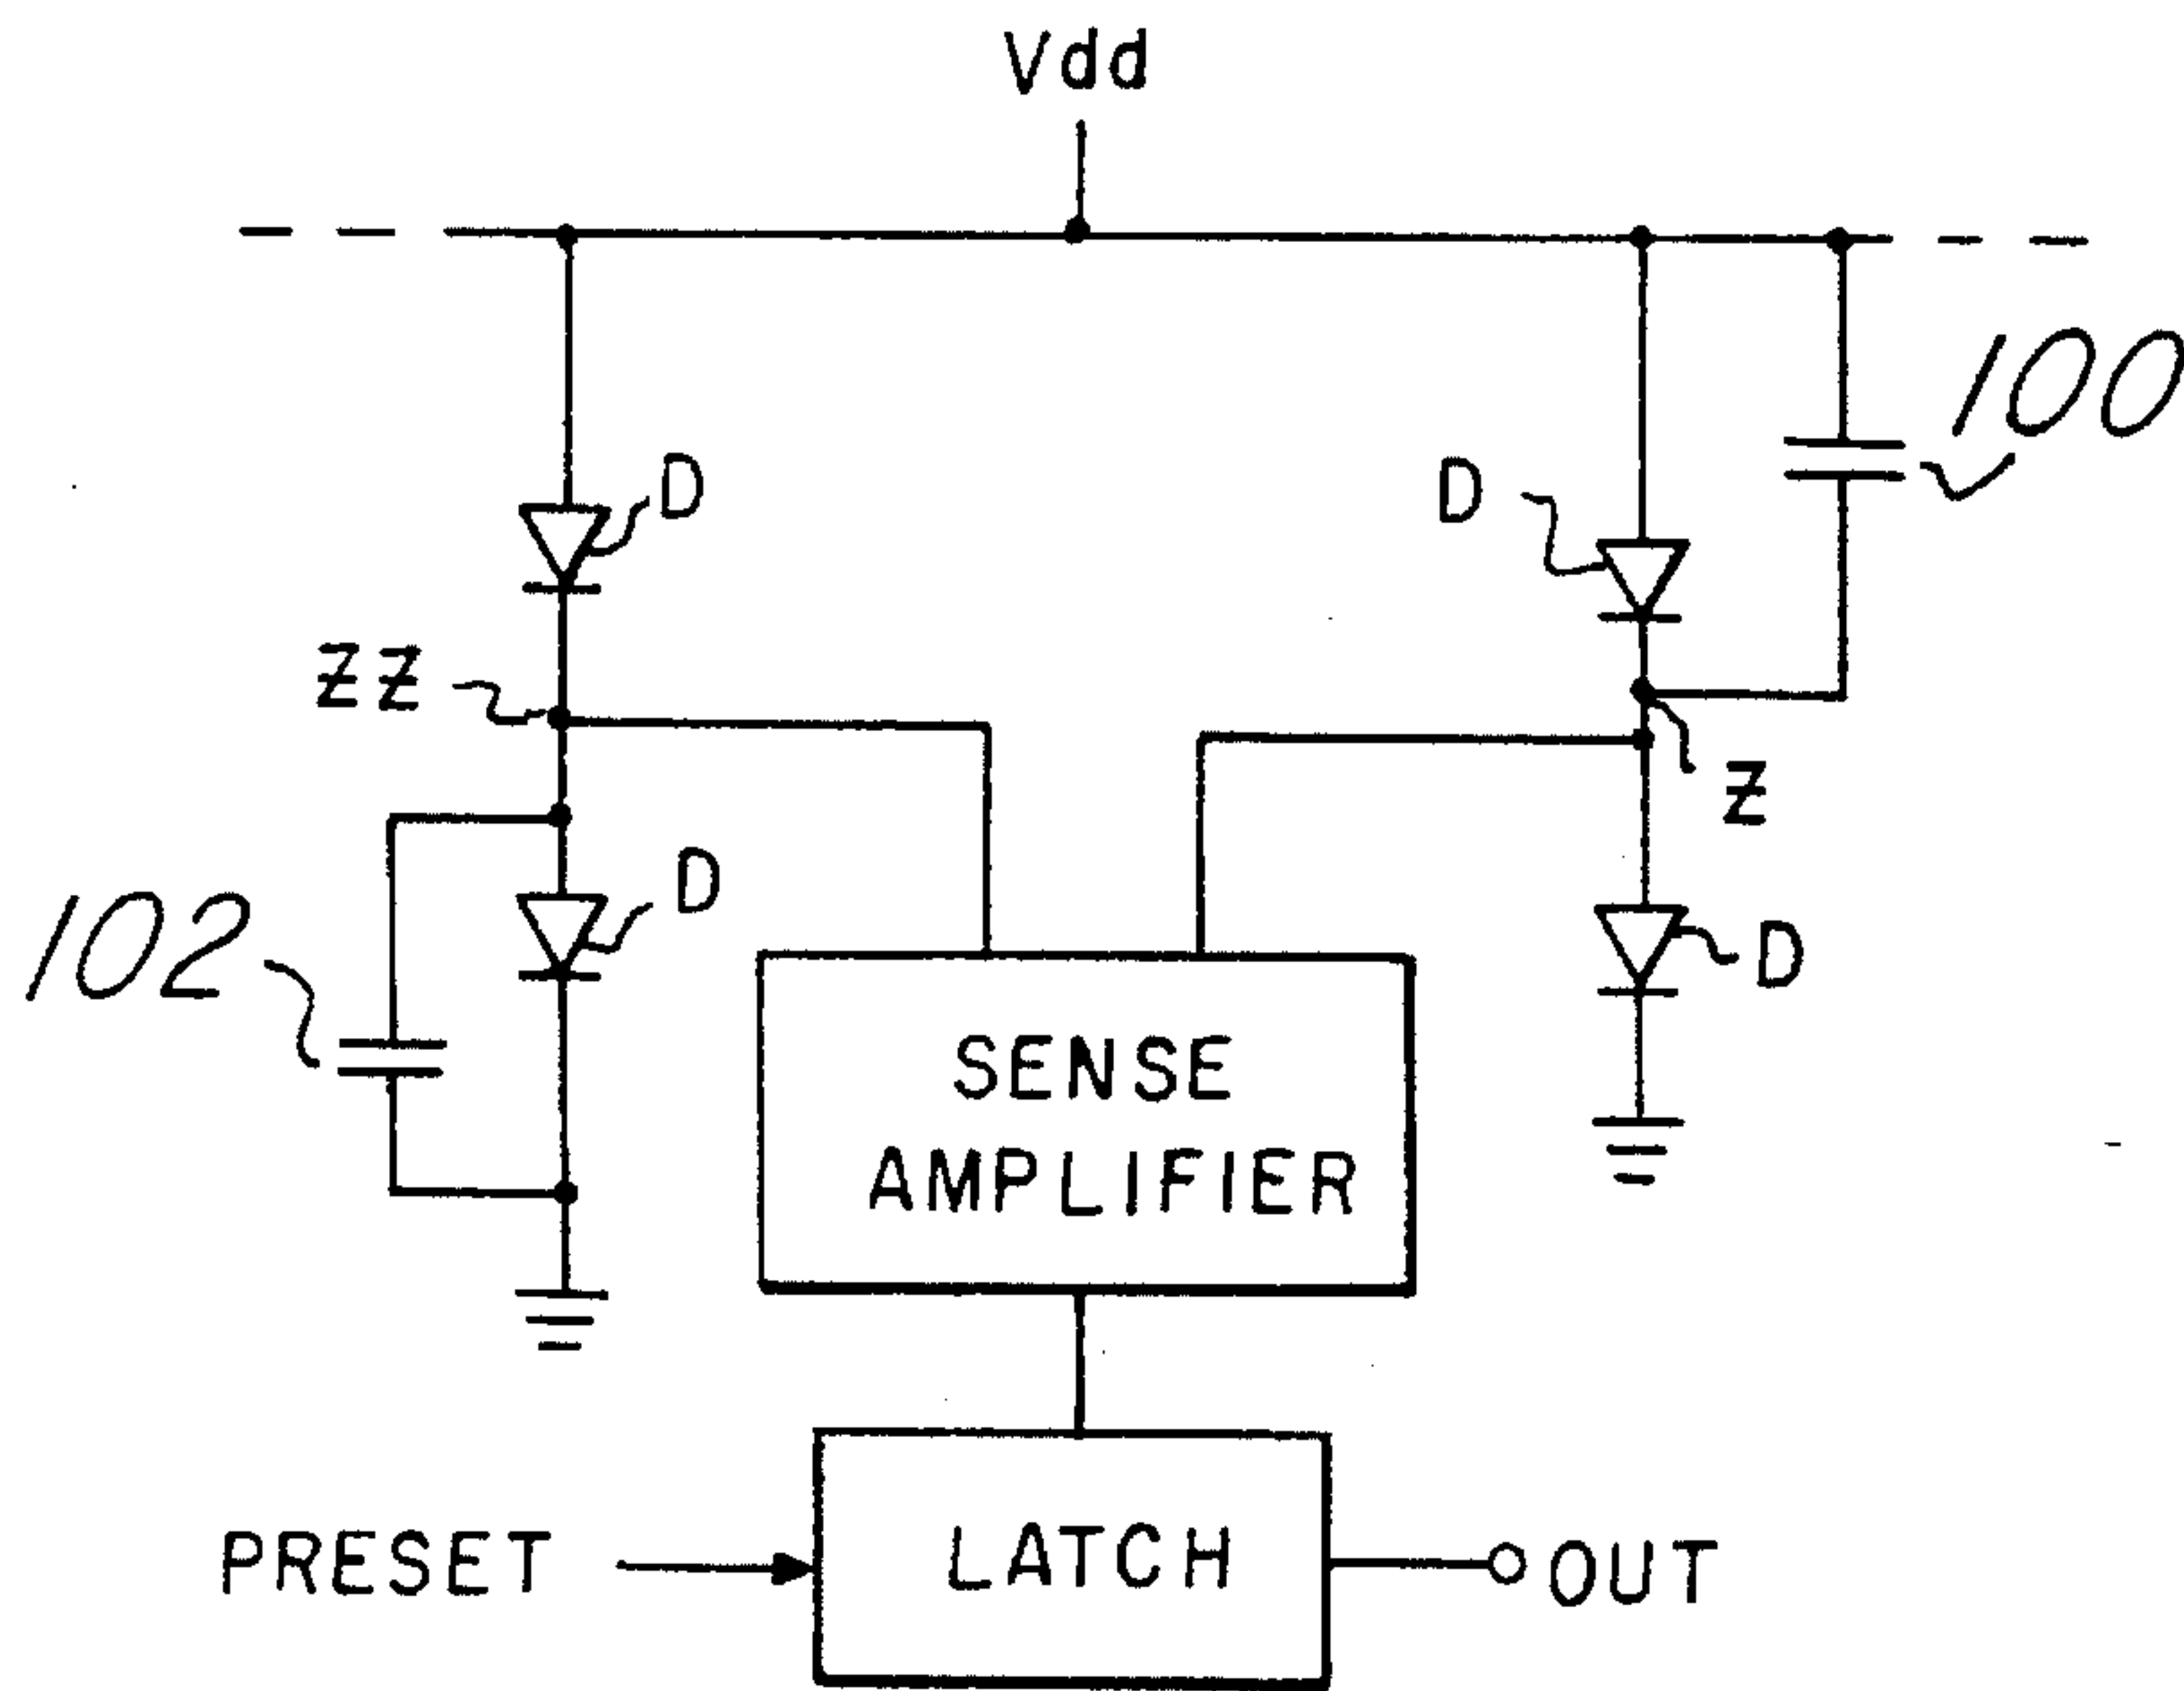 Vdd
100
D
D
ZZ
Z
D
102
D
SENSE
AMPLIFIER
PRESET
LATCH
OUT